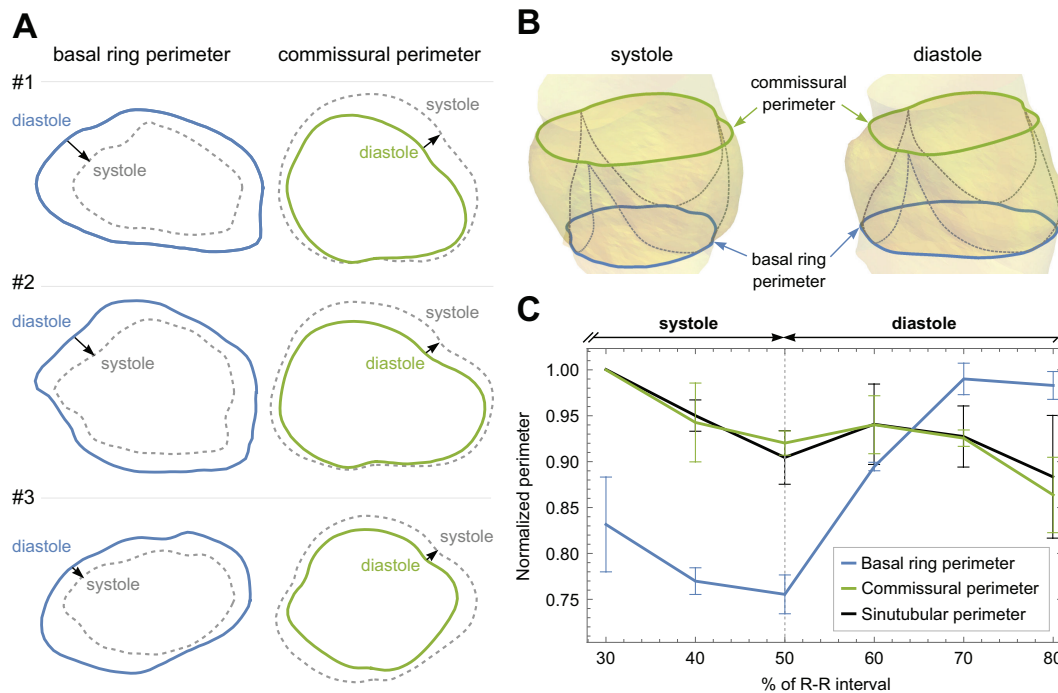 A
basal ring perimeter
commissural perimeter
#1
diastole
systole
systole
diastole
#2
diastole
systole
systole
diastole
#3
diastole
systole
systole
diastole
B
systole
diastole
commissural
perimeter
basal ring
perimeter
C
systole
diastole
Normalized perimeter
1.00
0.95
0.90
0.85
0.80
0.75
Basal ring perimeter
Commissural perimeter
Sinutubular perimeter
30 40 50 60 70 80
% of R-R interval